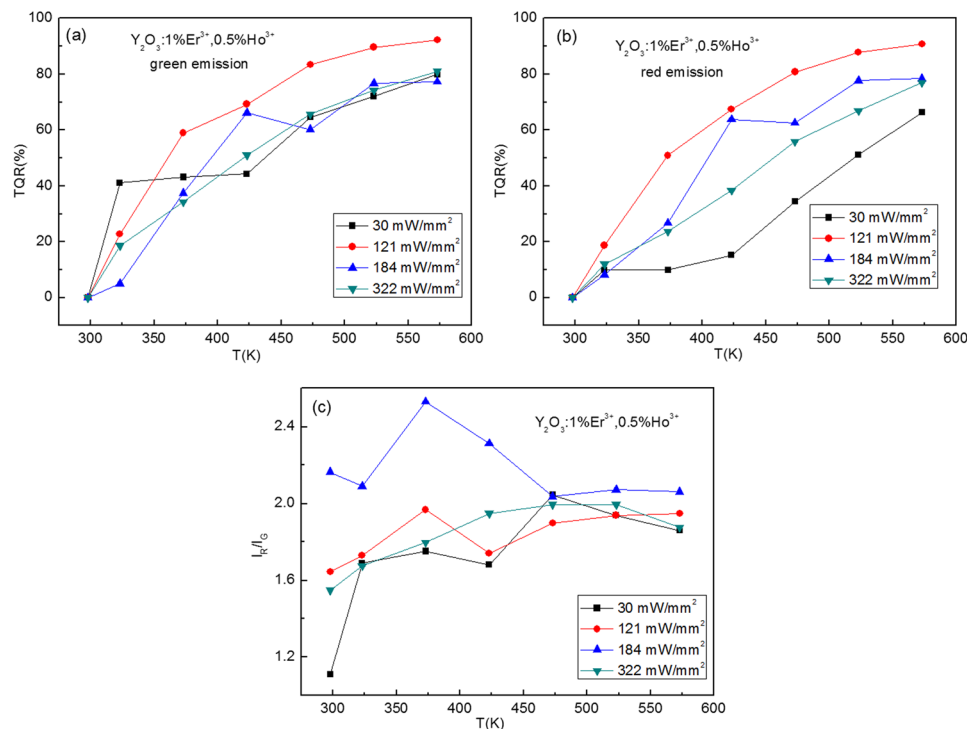 (a)
Y₂O₃:1%Er³⁺,0.5%Ho³⁺
green emission
TQR(%)
100
80
60
40
20
0
30 mW/mm²
121 mW/mm²
184 mW/mm²
322 mW/mm²
300 350 400 450 500 550 600
T(K)
(b)
Y₂O₃:1%Er³⁺,0.5%Ho³⁺
red emission
TQR(%)
100
80
60
40
20
0
30 mW/mm²
121 mW/mm²
184 mW/mm²
322 mW/mm²
300 350 400 450 500 550 600
T(K)
(c)
Y₂O₃:1%Er³⁺,0.5%Ho³⁺
I_R/I_G
2.4
2.0
1.6
1.2
30 mW/mm²
121 mW/mm²
184 mW/mm²
322 mW/mm²
300 350 400 450 500 550 600
T(K)